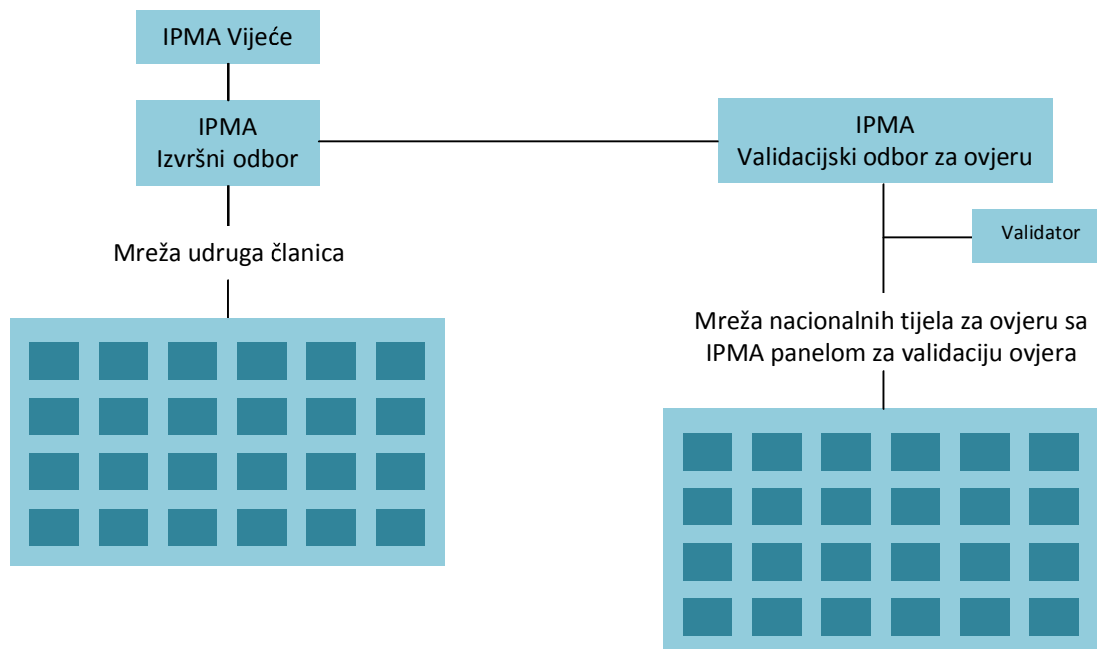 IPMA Vijeće
IPMA
Izvršni odbor
IPMA
Validacijski odbor za ovjeru
Validator
Mreža udruga članica
Mreža nacionalnih tijela za ovjeru sa
IPMA panelom za validaciju ovjera